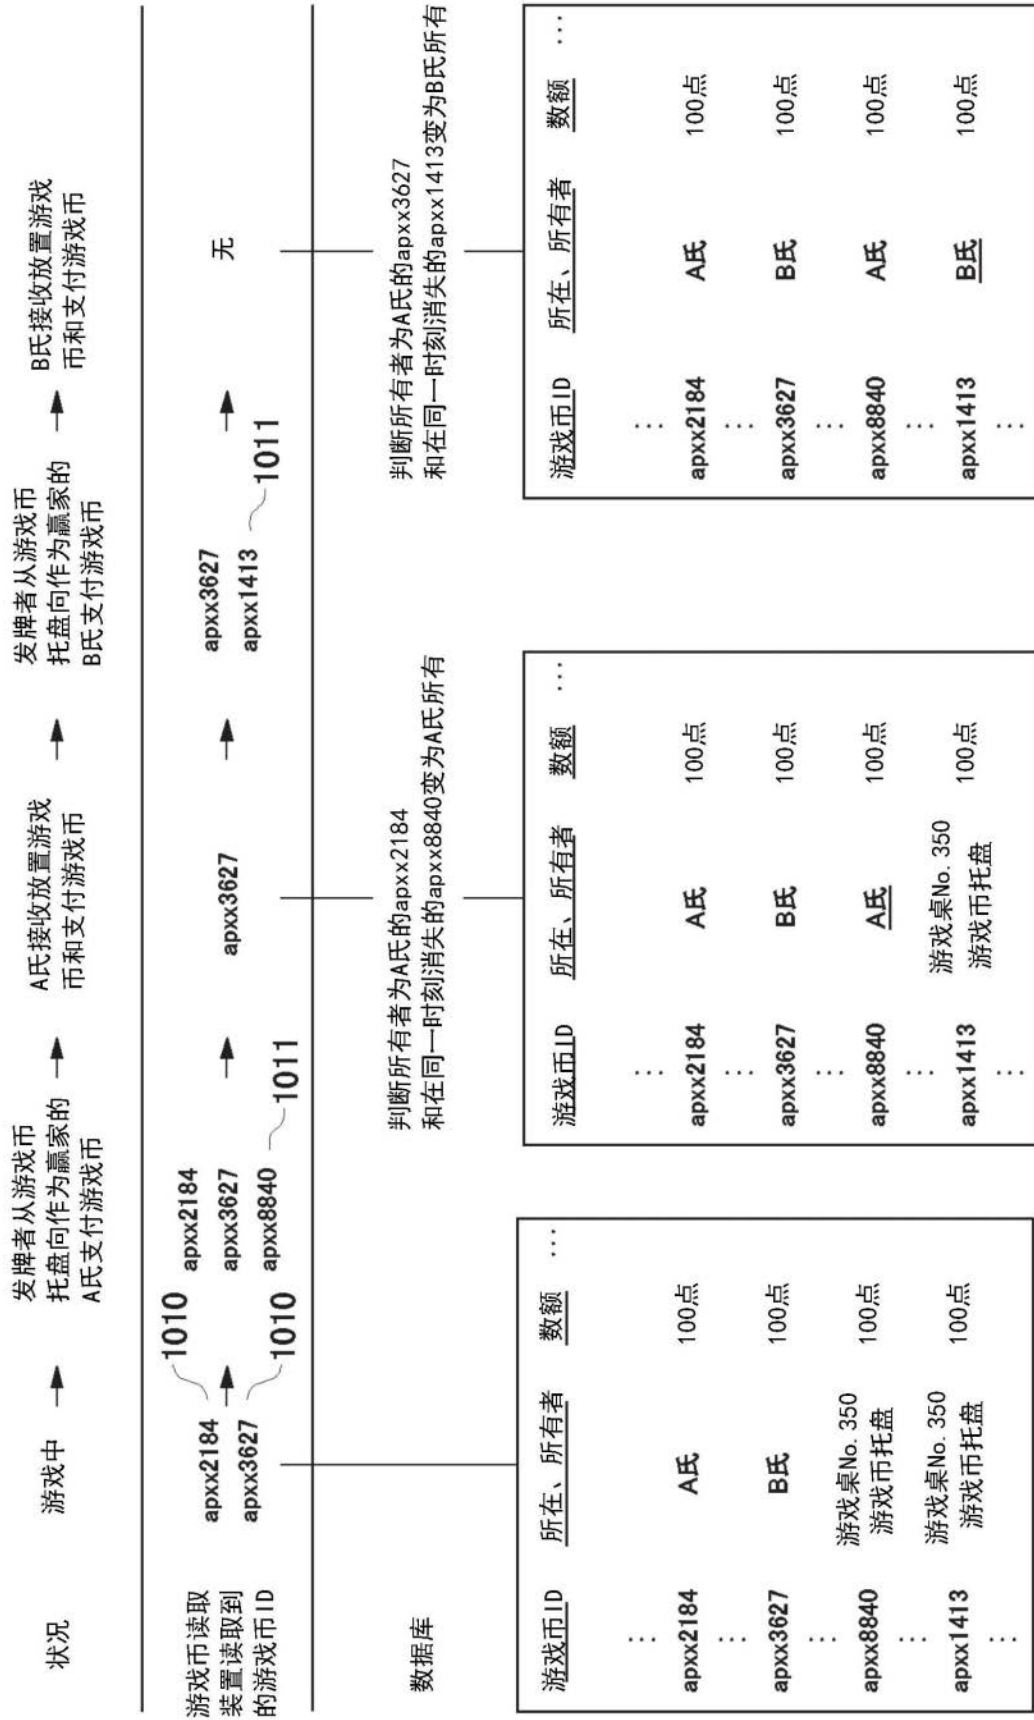 状况
游戏中
发牌者从游戏币
托盘向作为赢家的
A氏支付游戏币
A氏接收放置游戏
币和支付游戏币
发牌者从游戏币
托盘向作为赢家的
B氏支付游戏币
B氏接收放置游戏
币和支付游戏币
游戏币读取
装置读取到
的游戏币ID
apxx2184
apxx3627
1010
1010
apxx2184
apxx3627
apxx8840
1011
apxx3627
apxx3627
apxx1413
1011
无
数据库
判断所有者为A氏的apxx2184
和在同一时刻消失的apxx8840变为A氏所有
判断所有者为A氏的apxx3627
和在同一时刻消失的apxx1413变为B氏所有
游戏币ID 所在、所有者 数额 ...
⋮
apxx2184 A氏 100点
⋮
apxx3627 B氏 100点
⋮
apxx8840 游戏桌No.350 100点
游戏币托盘
⋮
apxx1413 游戏桌No.350 100点
游戏币托盘
⋮
游戏币ID 所在、所有者 数额 ...
⋮
apxx2184 A氏 100点
⋮
apxx3627 B氏 100点
⋮
apxx8840 A氏 100点
⋮
apxx1413 游戏桌No.350 100点
游戏币托盘
⋮
游戏币ID 所在、所有者 数额 ...
⋮
apxx2184 A氏 100点
⋮
apxx3627 B氏 100点
⋮
apxx8840 A氏 100点
⋮
apxx1413 B氏 100点
⋮